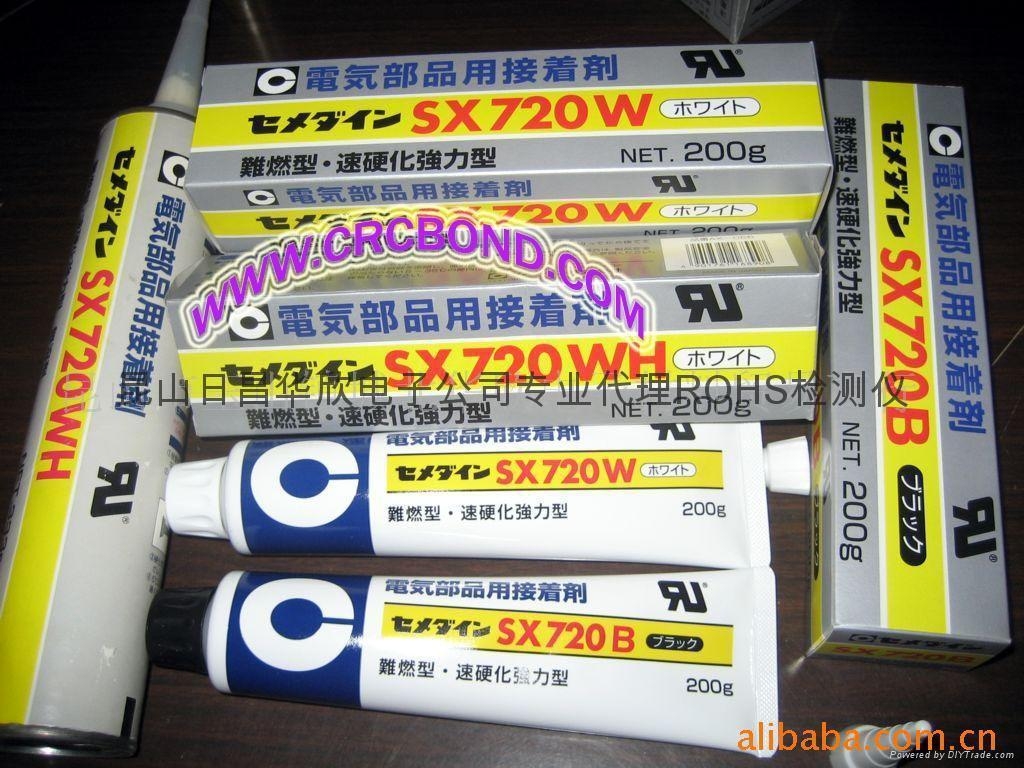 セメダイン SX720WH
電気部品用接着剤
C 電気部品用接着剤
セメダイン SX720W ホワイト
難燃型・速硬化強力型 NET. 200g
C 電気部品用接着剤
セメダイン SX720W ホワイト
WWW.CRCBOND.COM
C 電気部品用接着剤
セメダイン SX720WH ホワイト
山日昌华欣电子公司专业代理ROHS检测仪
難燃型・速硬化強力型 NET. 200g
電気部品用接着剤
C セメダイン SX720W ホワイト
難燃型・速硬化強力型 200g
電気部品用接着剤
C セメダイン SX720B ブラック
難燃型・速硬化強力型 200g
C 電気部品用接着剤
セメダイン SX720B ブラック
難燃型・速硬化強力型 NET. 200g
セメダイン
SX720B
alibaba.com.cn
Powered by DIYTrade.com